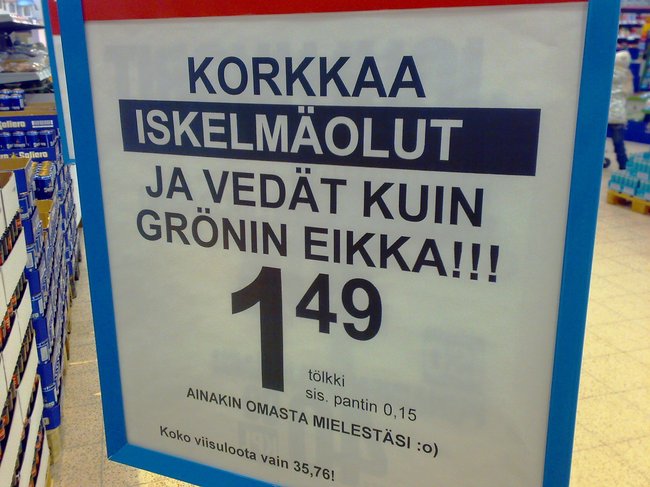 KORKKAA
ISKELMÄOLUT
JA VEDÄT KUIN
GRÖNIN EIKKA!!!
1 49
tölkki
sis. pantin 0,15
AINAKIN OMASTA MIELESTÄSI :o)
Koko viisuloota vain 35,76!